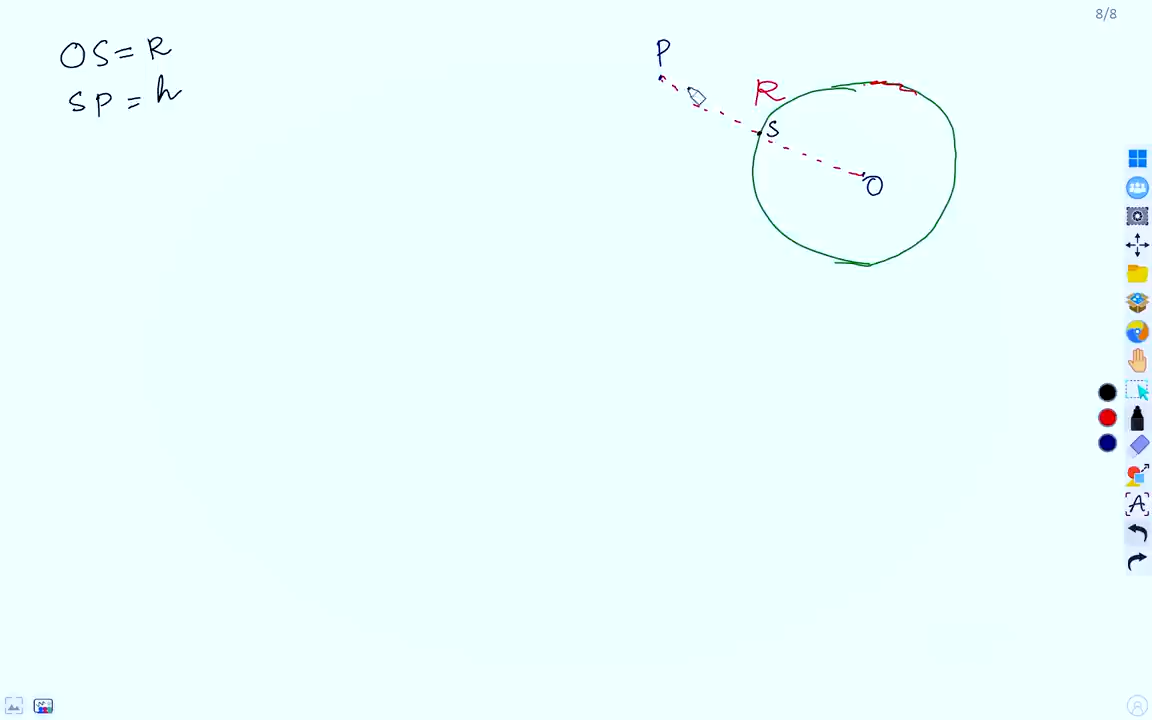 8/8
OS = R
SP = h
P
R
S
O